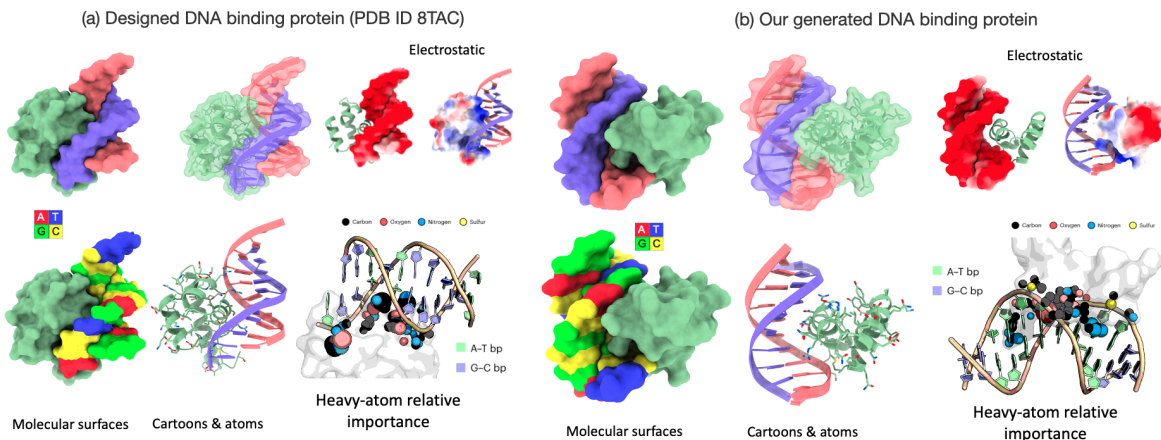 (a) Designed DNA binding protein (PDB ID 8TAC)
Electrostatic
A T
G C
Carbon Oxygen Nitrogen Sulfur
A–T bp
G–C bp
Molecular surfaces
Cartoons & atoms
Heavy-atom relative
importance
(b) Our generated DNA binding protein
Electrostatic
A T
G C
Carbon Oxygen Nitrogen Sulfur
A–T bp
G–C bp
Molecular surfaces
Cartoons & atoms
Heavy-atom relative
importance